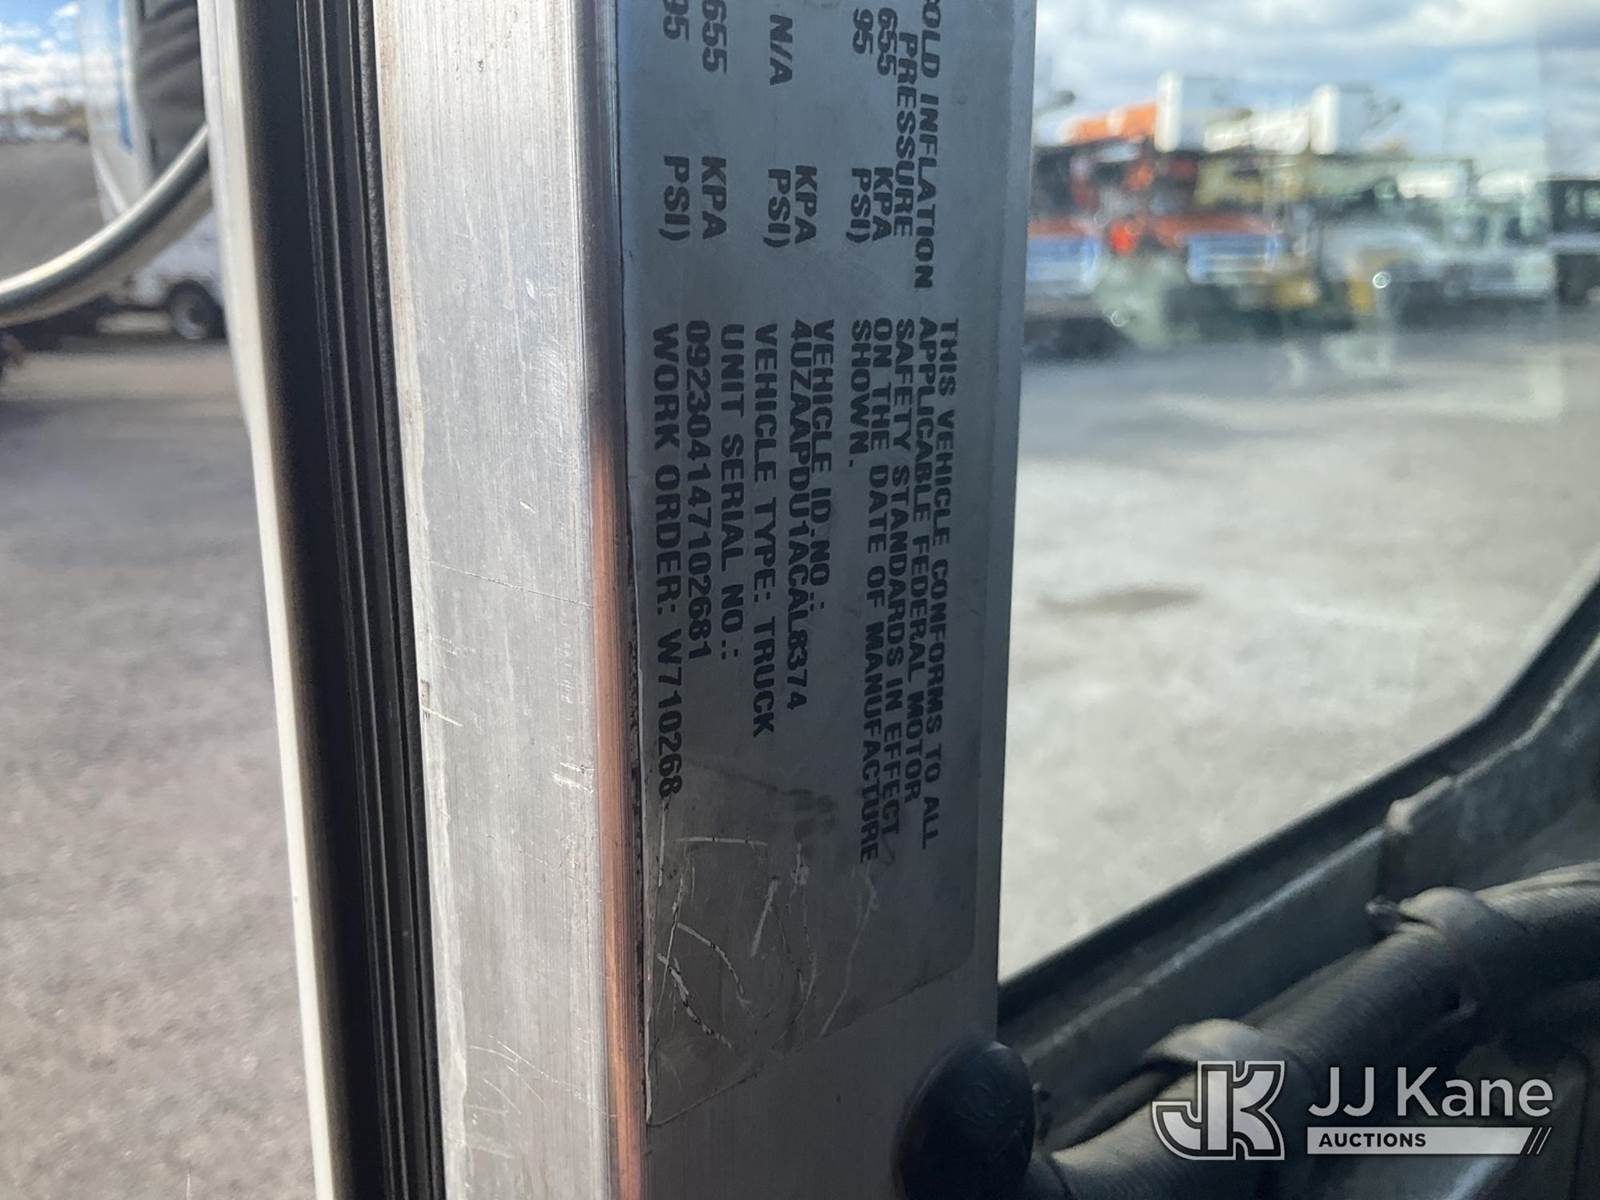 COLD INFLATION
PRESSURE
655 KPA
95 PSI)
KPA
N/A PSI)
655 KPA
95 PSI)
THIS VEHICLE CONFORMS TO ALL
APPLICABLE FEDERAL MOTOR
SAFETY STANDARDS IN EFFECT
ON THE DATE OF MANUFACTURE
SHOWN.
VEHICLE ID.NO.:
4UZAAPDU1ACAL8374
VEHICLE TYPE: TRUCK
UNIT SERIAL NO.:
09230414710268​1
WORK ORDER: W710268
JK
JJ Kane
AUCTIONS